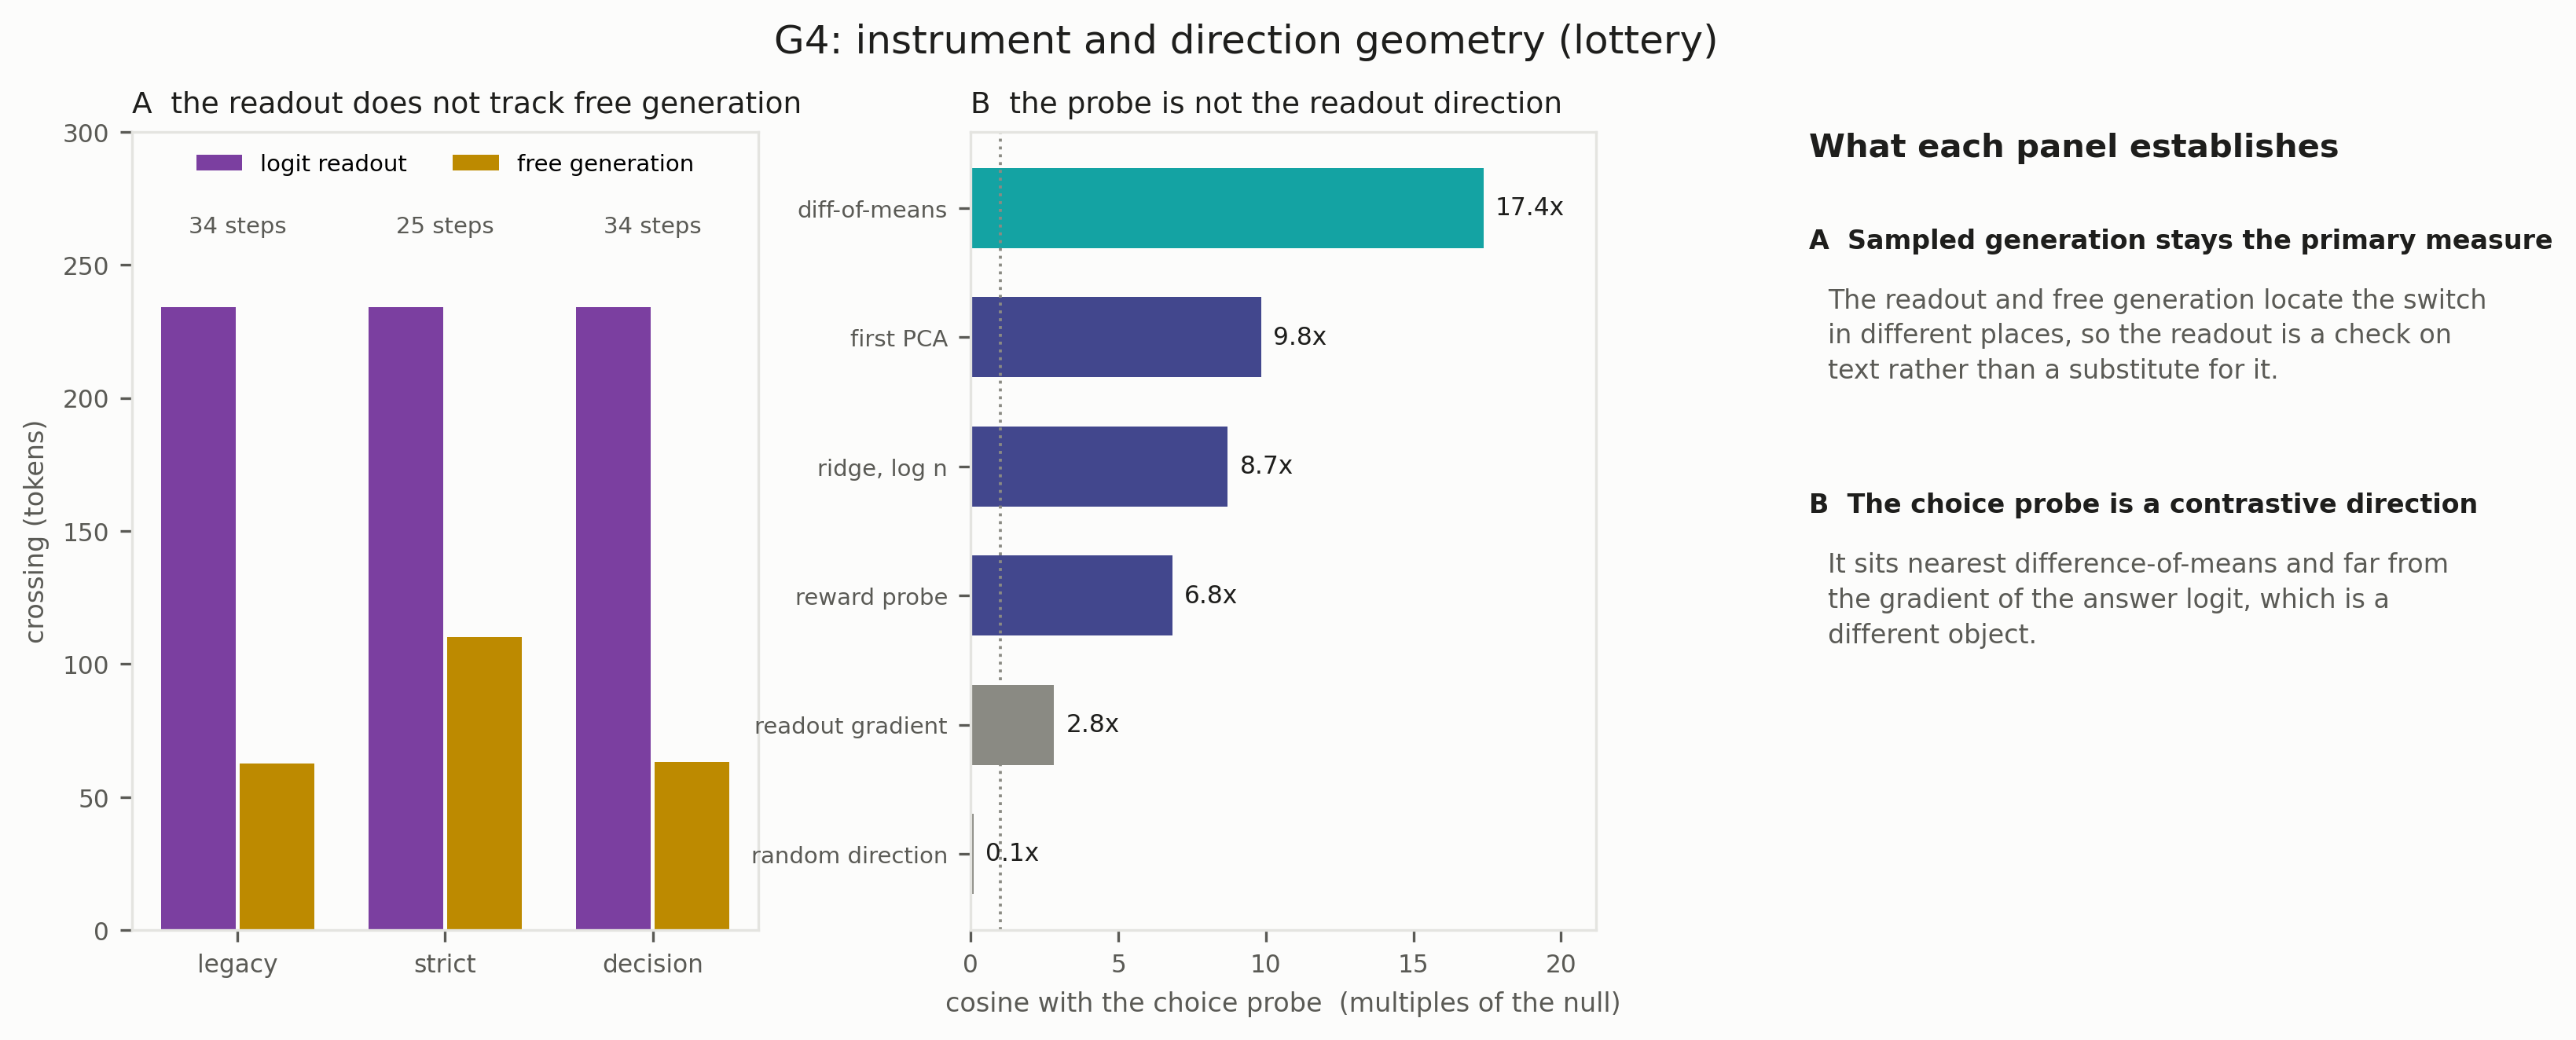 G4: instrument and direction geometry (lottery)
A  the readout does not track free generation
logit readout
free generation
34 steps
25 steps
34 steps
300
250
200
150
100
50
0
crossing (tokens)
legacy
strict
decision
B  the probe is not the readout direction
diff-of-means
17.4x
first PCA
9.8x
ridge, log n
8.7x
reward probe
6.8x
readout gradient
2.8x
random direction
0.1x
0
5
10
15
20
cosine with the choice probe  (multiples of the null)
What each panel establishes
A  Sampled generation stays the primary measure
The readout and free generation locate the switch
in different places, so the readout is a check on
text rather than a substitute for it.
B  The choice probe is a contrastive direction
It sits nearest difference-of-means and far from
the gradient of the answer logit, which is a
different object.